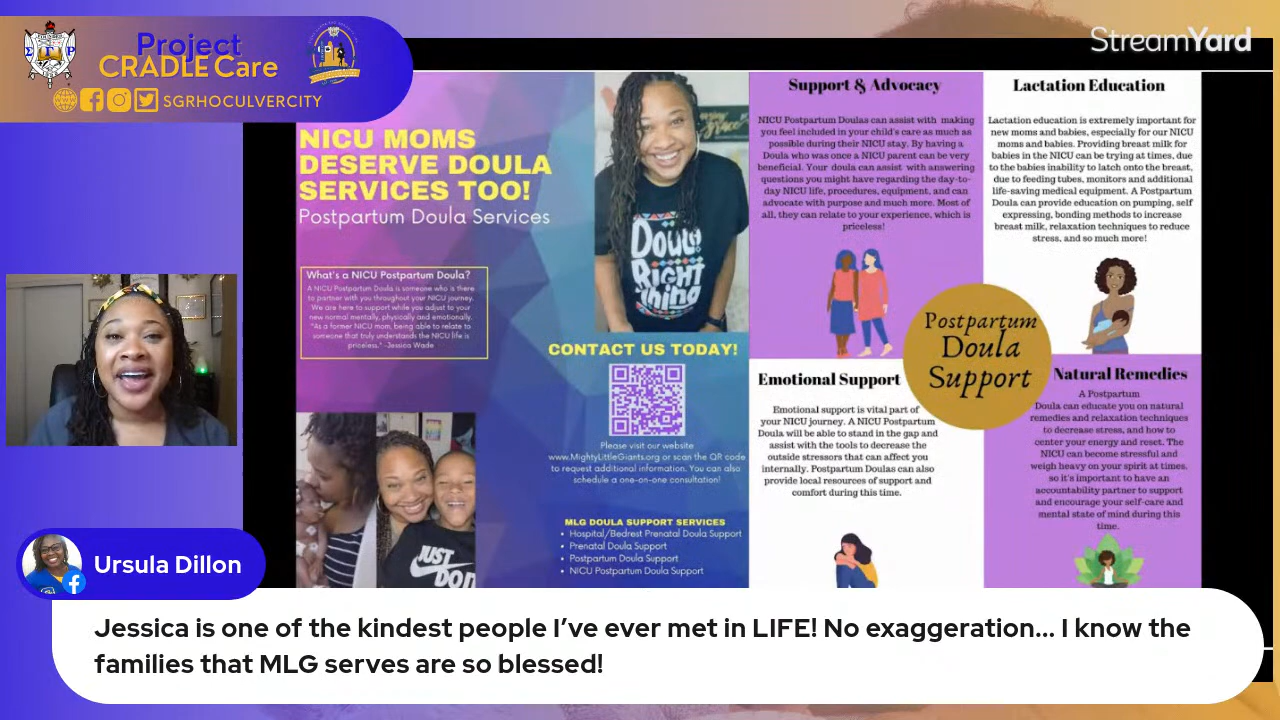 Project
CRADLE Care
SGRHOCULVERCITY
StreamYard
NICU MOMS
DESERVE DOULA
SERVICES TOO!
Postpartum Doula Services
What's a NICU Postpartum Doula?
A NICU Postpartum Doula is someone who is there
to partner with you throughout your NICU journey.
We are here to support while you adjust to your
new normal mentally, physically and emotionally.
"As a former NICU mom, being able to relate to
someone that truly understands the NICU life is
priceless." -Jessica Wade
DOULA
RIGHT
Thing
CONTACT US TODAY!
Please visit our website
www.MightyLittleGiants.org or scan the QR code
to request additional information. You can also
schedule a one-on-one consultation!
MLG DOULA SUPPORT SERVICES
• Hospital/Bedrest Prenatal Doula Support
• Prenatal Doula Support
• Postpartum Doula Support
• NICU Postpartum Doula Support
JUST
DO
Support & Advocacy
NICU Postpartum Doulas can assist with making
you feel included in your child's care as much as
possible during their NICU stay. By having a
Doula who was once a NICU parent can be very
beneficial. Your doula can assist with answering
questions you might have regarding the day-to-
day NICU life, procedures, equipment, and can
advocate with purpose and much more. Most of
all, they can relate to your experience, which is
priceless!
Lactation Education
Lactation education is extremely important for
new moms and babies, especially for our NICU
moms and babies. Providing breast milk for
babies in the NICU can be trying at times, due
to the babies inability to latch onto the breast,
due to feeding tubes, monitors and additional
life-saving medical equipment. A Postpartum
Doula can provide education on pumping, self
expressing, bonding methods to increase
breast milk, relaxation techniques to reduce
stress, and so much more!
Postpartum
Doula
Support
Emotional Support
Emotional support is vital part of
your NICU journey. A NICU Postpartum
Doula will be able to stand in the gap and
assist with the tools to decrease the
outside stressors that can affect you
internally. Postpartum Doulas can also
provide local resources of support and
comfort during this time.
Natural Remedies
A Postpartum
Doula can educate you on natural
remedies and relaxation techniques
to decrease stress, and how to
center your energy and reset. The
NICU can become stressful and
weigh heavy on your spirit at times,
so it's important to have an
accountability partner to support
and encourage your self-care and
mental state of mind during this
time.
Ursula Dillon
Jessica is one of the kindest people I've ever met in LIFE! No exaggeration... I know the
families that MLG serves are so blessed!